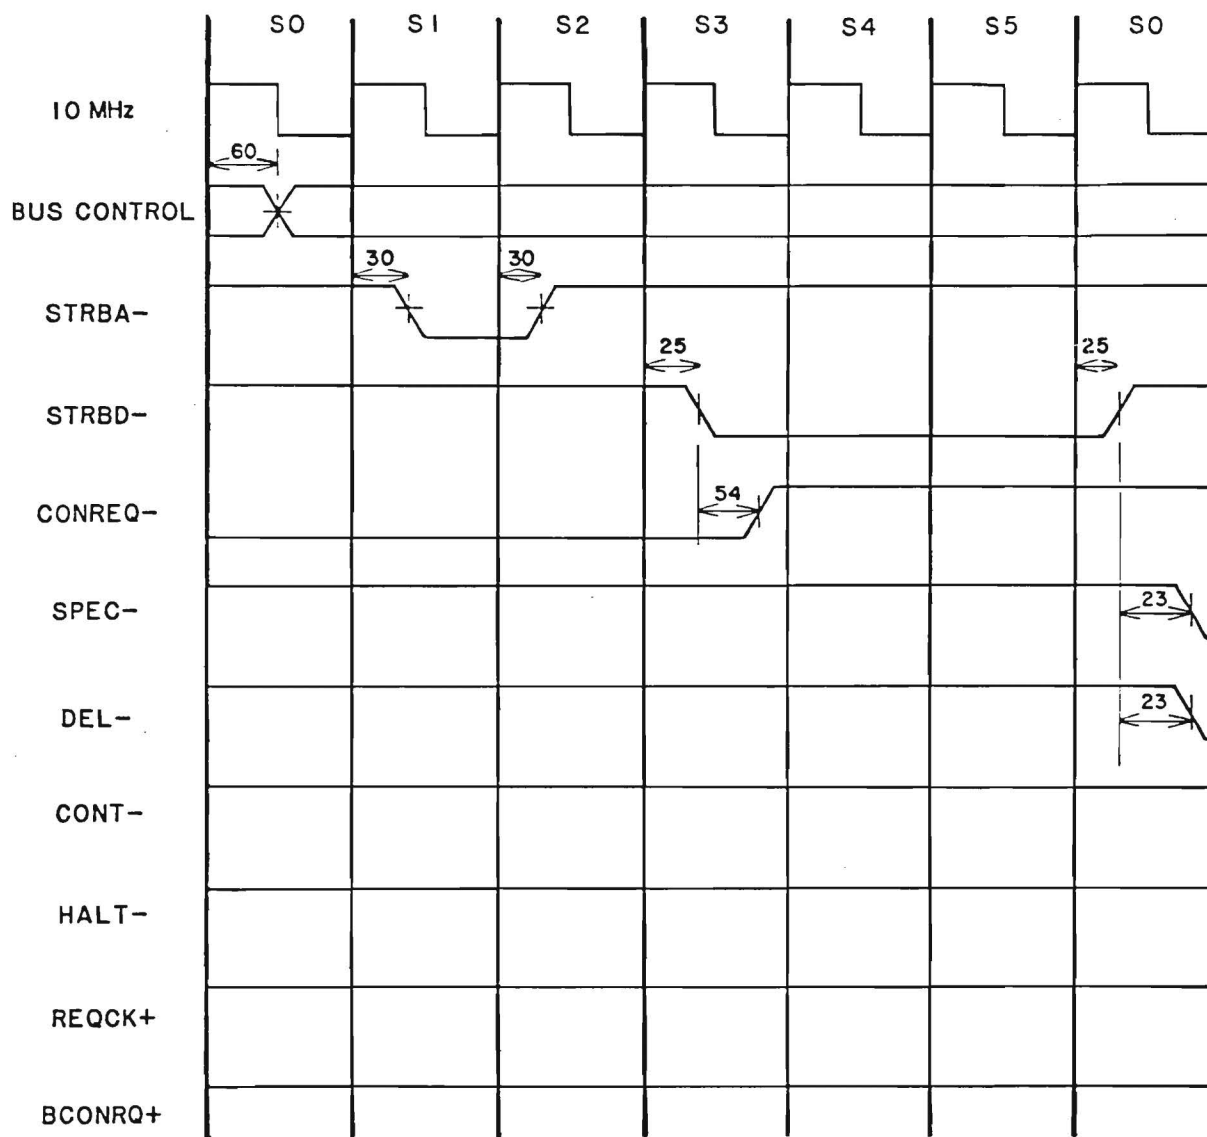 S0 S1 S2 S3 S4 S5 S0
10 MHz
60
BUS CONTROL
30 30
STRBA-
25 25
STRBD-
54
CONREQ-
23
SPEC-
23
DEL-
CONT-
HALT-
REQCK+
BCONRQ+